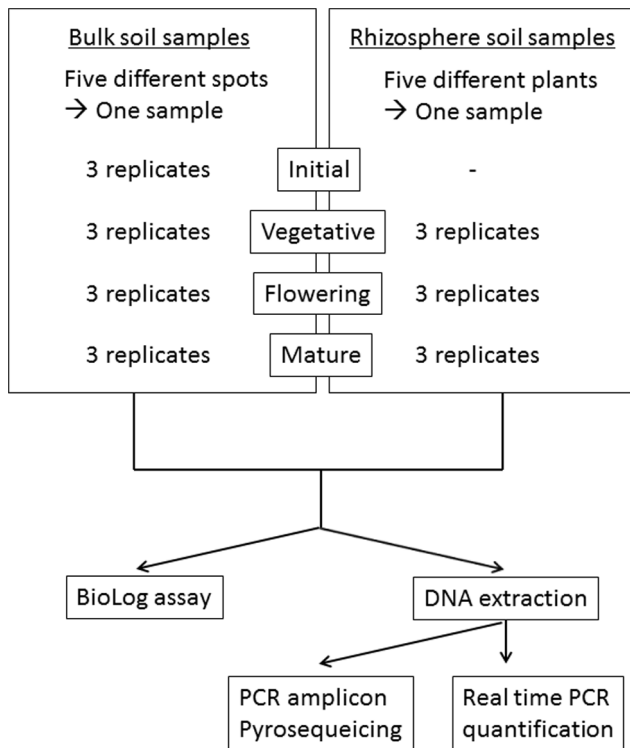 Bulk soil samples
Five different spots
→ One sample
Rhizosphere soil samples
Five different plants
→ One sample
3 replicates Initial -
3 replicates Vegetative 3 replicates
3 replicates Flowering 3 replicates
3 replicates Mature 3 replicates
BioLog assay
DNA extraction
PCR amplicon
Pyrosequeicing
Real time PCR
quantification